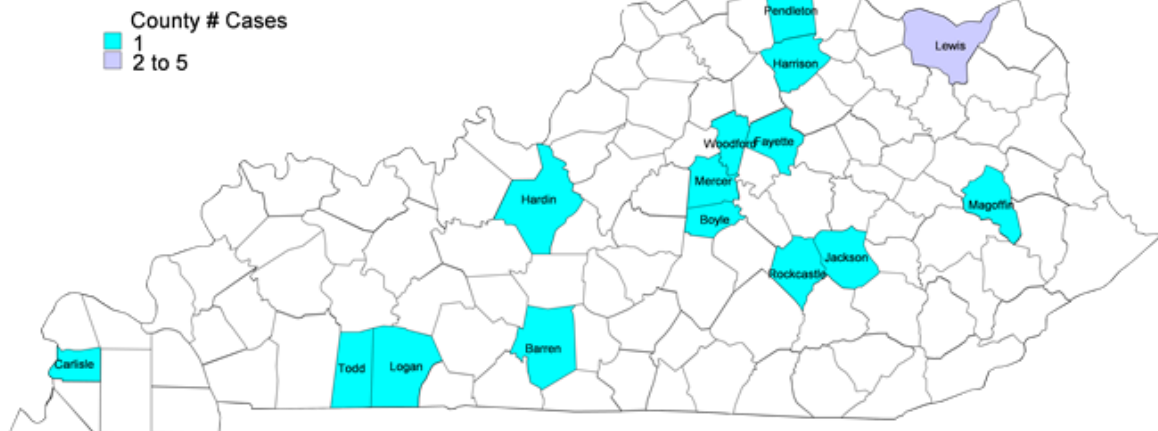 County # Cases
1
2 to 5
Pendleton
Lewis
Harrison
Woodford
Fayette
Mercer
Hardin
Magoffin
Boyle
Jackson
Rockcastle
Barren
Carlisle
Todd
Logan